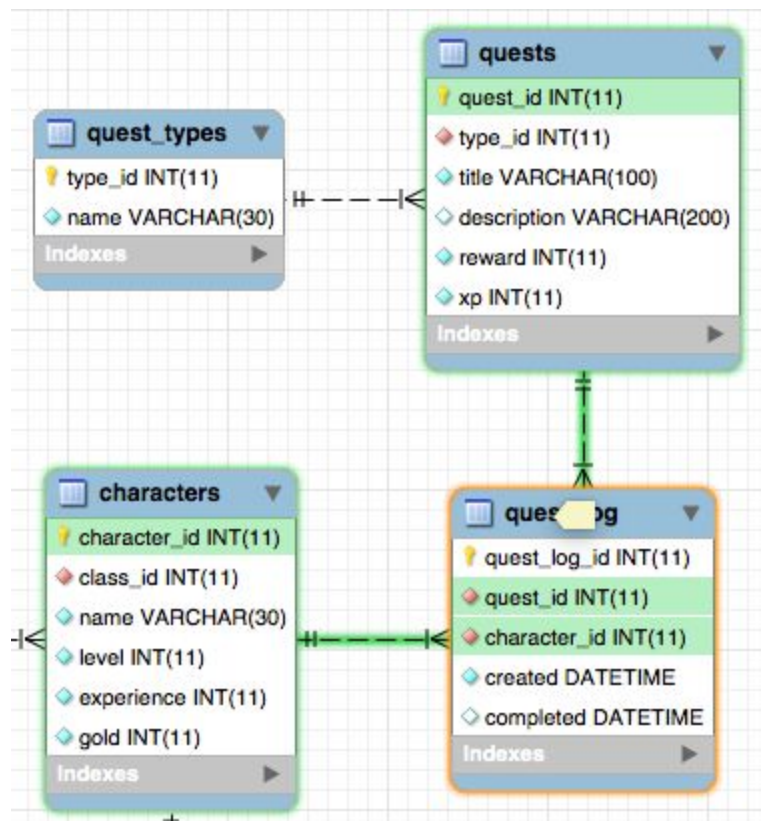 quests
quest_id INT(11)
type_id INT(11)
title VARCHAR(100)
description VARCHAR(200)
reward INT(11)
xp INT(11)
Indexes
quest_types
type_id INT(11)
name VARCHAR(30)
Indexes
characters
character_id INT(11)
class_id INT(11)
name VARCHAR(30)
level INT(11)
experience INT(11)
gold INT(11)
Indexes
quest_log_id INT(11)
quest_id INT(11)
character_id INT(11)
created DATETIME
completed DATETIME
Indexes